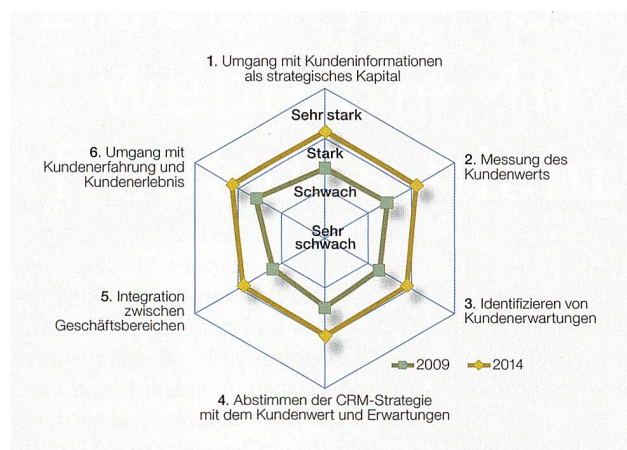 1. Umgang mit Kundeninformationen
als strategisches Kapital
Sehr stark
6. Umgang mit
Kundenerfahrung und
Kundenerlebnis
Stark
2. Messung des
Kundenwerts
Schwach
Sehr
schwach
5. Integration
zwischen
Geschäftsbereichen
3. Identifizieren von
Kundenerwartungen
2009 2014
4. Abstimmen der CRM-Strategie
mit dem Kundenwert und Erwartungen